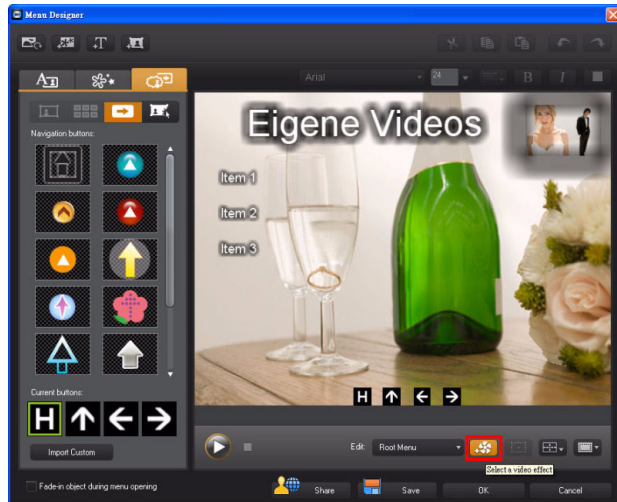 Menu Designer
T
A
Arial
24
B
I
Navigation buttons:
Eigene Videos
Item 1
Item 2
Item 3
H
Current buttons:
H
Import Custom
Edit:
Root Menu
Select a video effect
Fade-in object during menu opening
Share
Save
OK
Cancel